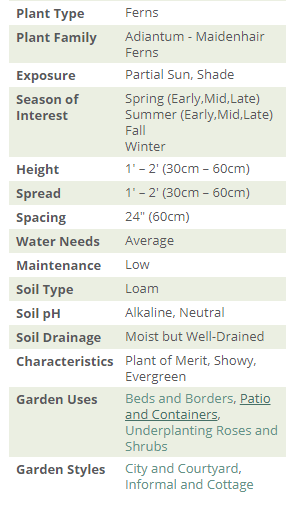 Plant Type Ferns
Plant Family Adiantum - Maidenhair
Ferns
Exposure Partial Sun, Shade
Season of Interest Spring (Early,Mid,Late)
Summer (Early,Mid,Late)
Fall
Winter
Height 1' – 2' (30cm – 60cm)
Spread 1' – 2' (30cm – 60cm)
Spacing 24" (60cm)
Water Needs Average
Maintenance Low
Soil Type Loam
Soil pH Alkaline, Neutral
Soil Drainage Moist but Well-Drained
Characteristics Plant of Merit, Showy,
Evergreen
Garden Uses Beds and Borders, Patio
and Containers,
Underplanting Roses and
Shrubs
Garden Styles City and Courtyard,
Informal and Cottage